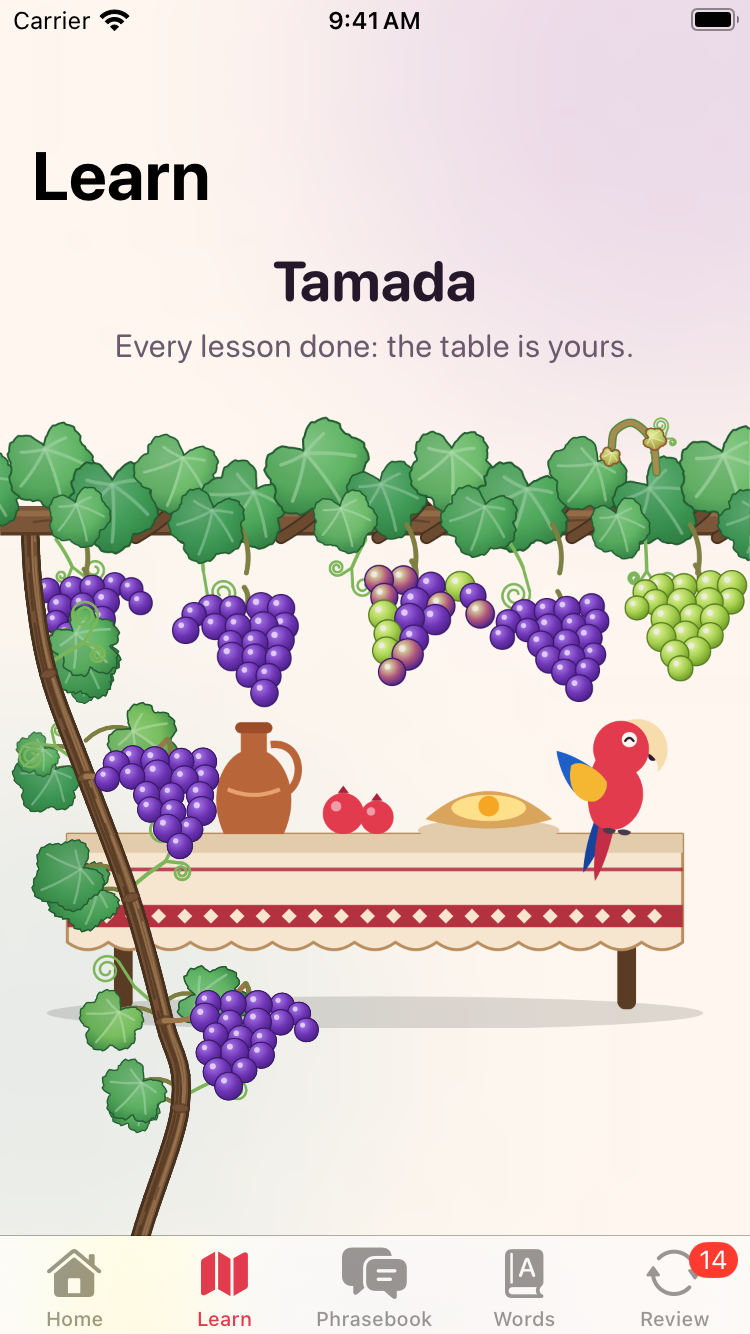 Carrier 9:41 AM
Learn
Tamada
Every lesson done: the table is yours.
A
14
Home Learn Phrasebook Words Review